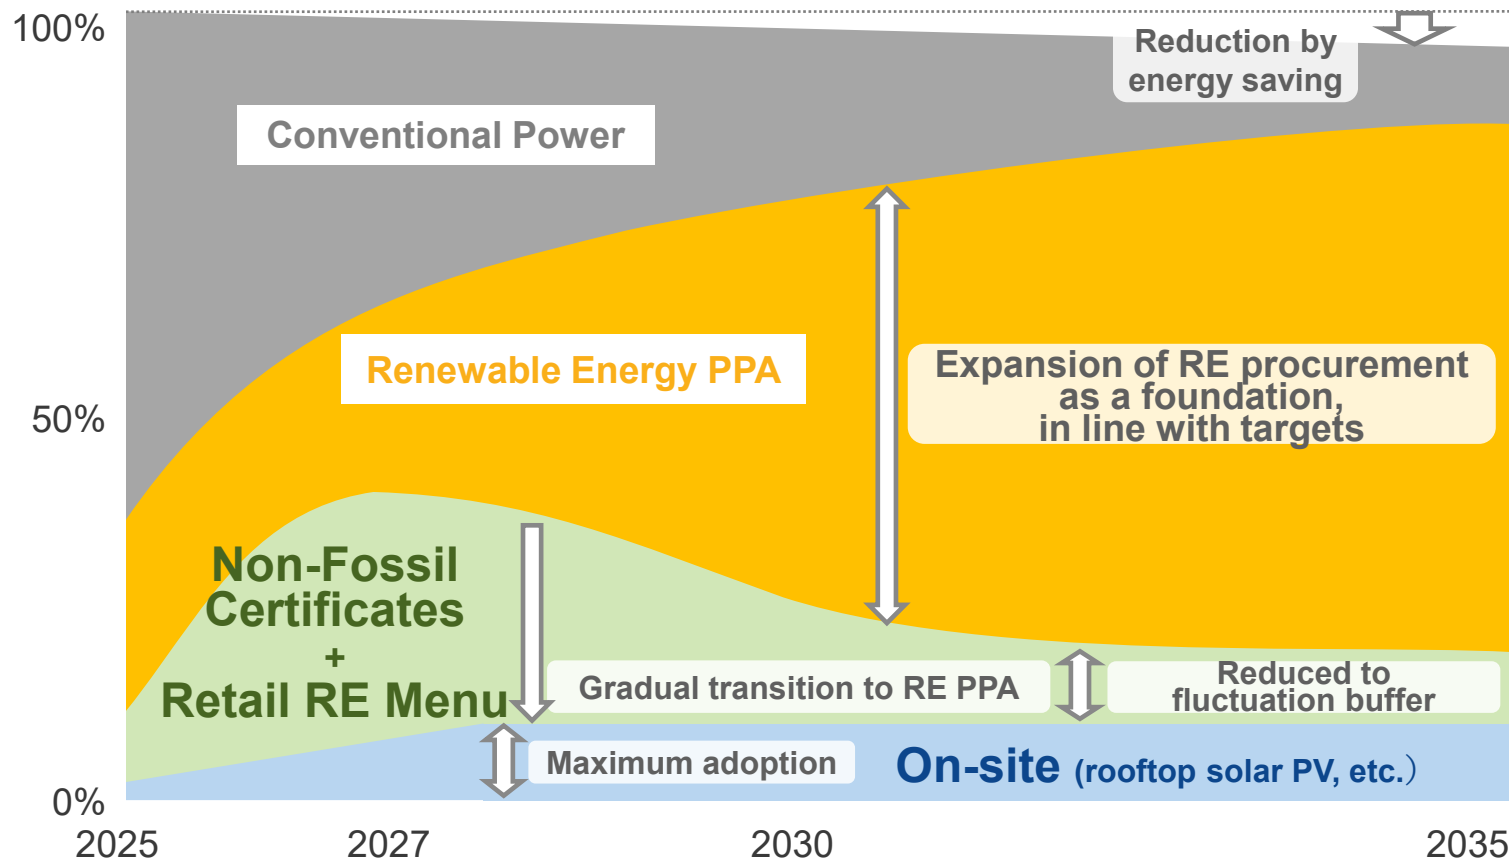 100%
Reduction by
energy saving
Conventional Power
Renewable Energy PPA
Expansion of RE procurement
as a foundation,
in line with targets
50%
Non-Fossil
Certificates
+
Retail RE Menu
Gradual transition to RE PPA
Reduced to
fluctuation buffer
Maximum adoption
On-site (rooftop solar PV, etc.）
0%
2025 2027 2030 2035